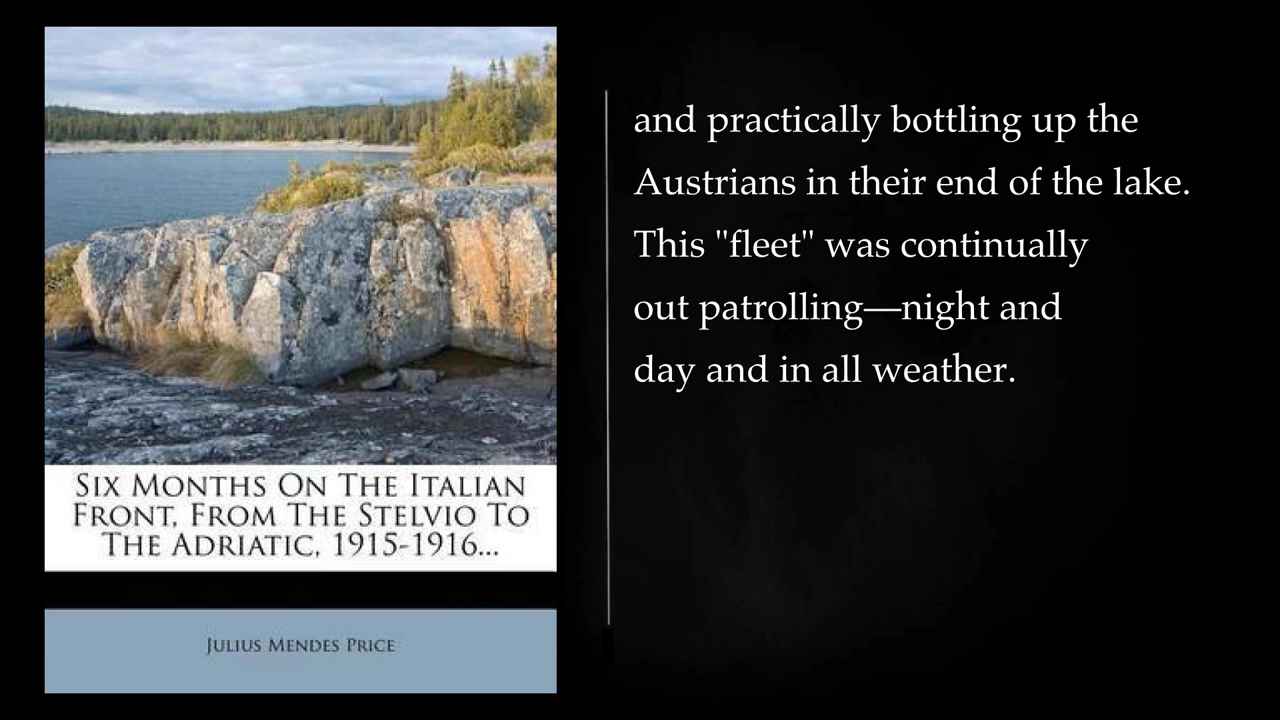 Six Months On The Italian
Front, From The Stelvio To
The Adriatic, 1915-1916...
Julius Mendes Price
and practically bottling up the
Austrians in their end of the lake.
This "fleet" was continually
out patrolling—night and
day and in all weather.